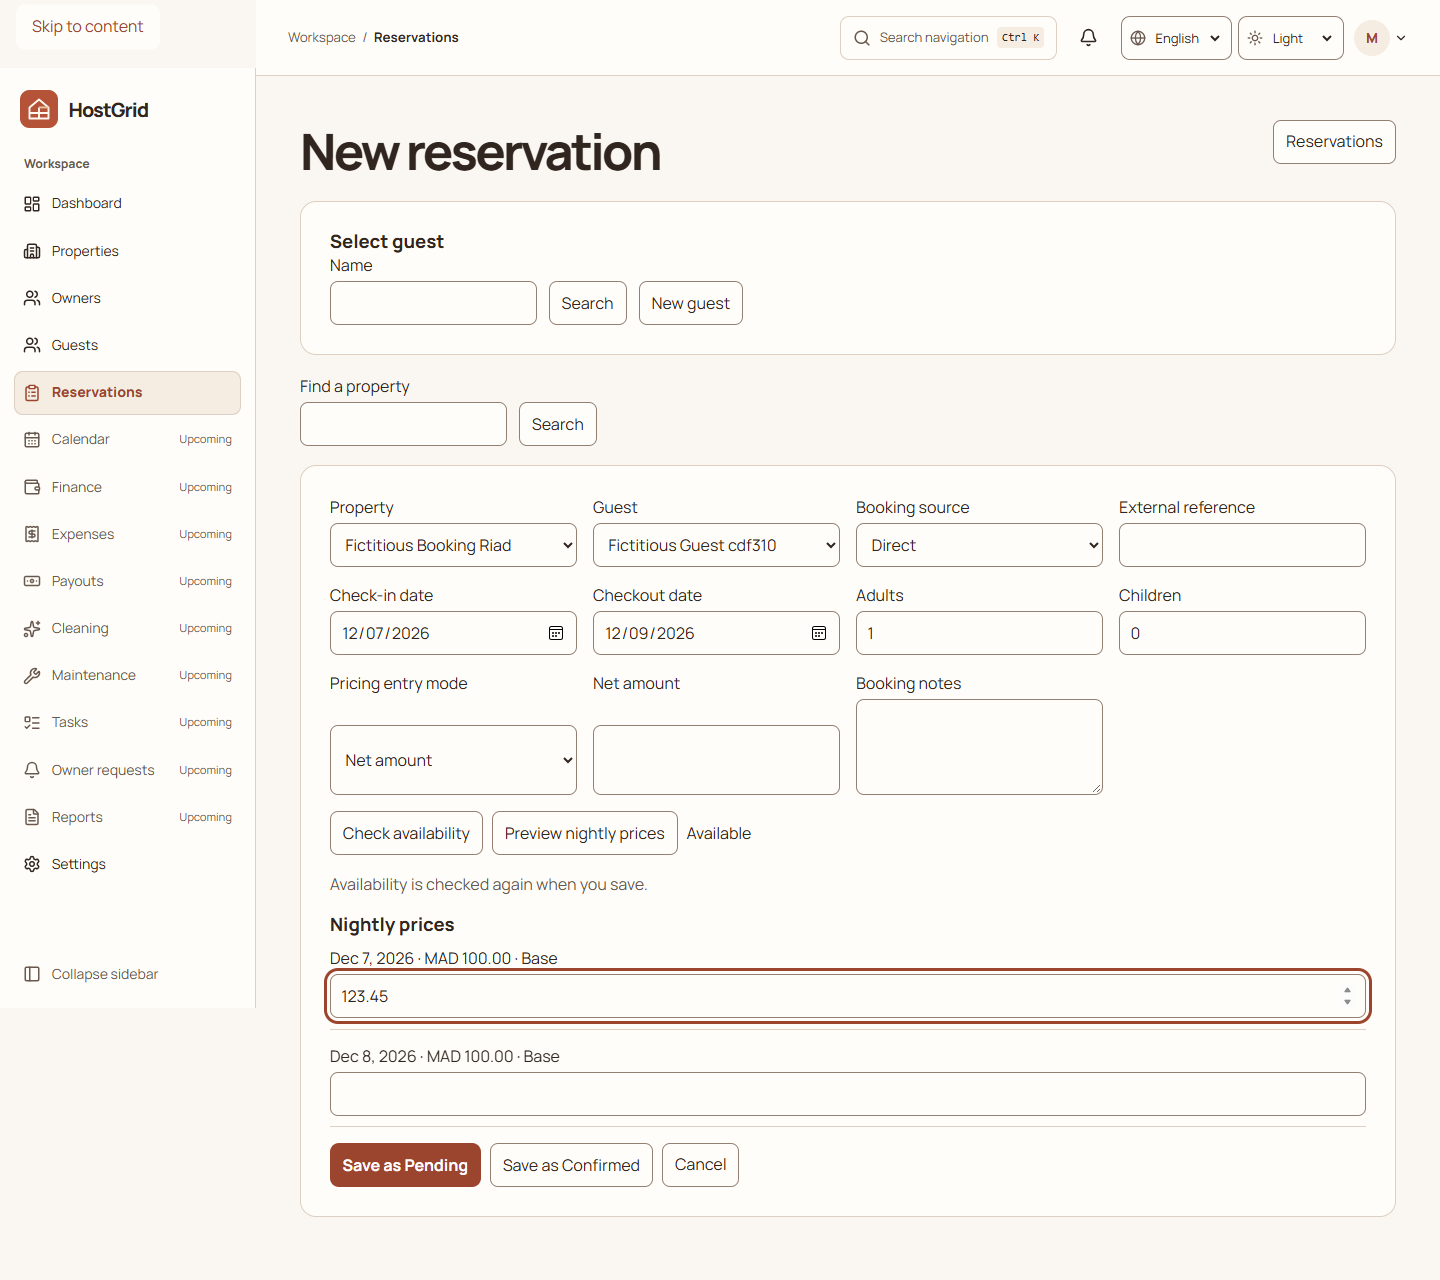 Skip to content
Workspace / Reservations
Search navigation Ctrl K
English
Light
M
HostGrid
Workspace
Dashboard
Properties
Owners
Guests
Reservations
Calendar Upcoming
Finance Upcoming
Expenses Upcoming
Payouts Upcoming
Cleaning Upcoming
Maintenance Upcoming
Tasks Upcoming
Owner requests Upcoming
Reports Upcoming
Settings
Collapse sidebar
New reservation
Reservations
Select guest
Name
Search New guest
Find a property
Search
Property Guest Booking source External reference
Fictitious Booking Riad Fictitious Guest cdf310 Direct
Check-in date Checkout date Adults Children
12/07/2026 12/09/2026 1 0
Pricing entry mode Net amount Booking notes
Net amount
Check availability Preview nightly prices Available
Availability is checked again when you save.
Nightly prices
Dec 7, 2026 · MAD 100.00 · Base
123.45
Dec 8, 2026 · MAD 100.00 · Base
Save as Pending Save as Confirmed Cancel